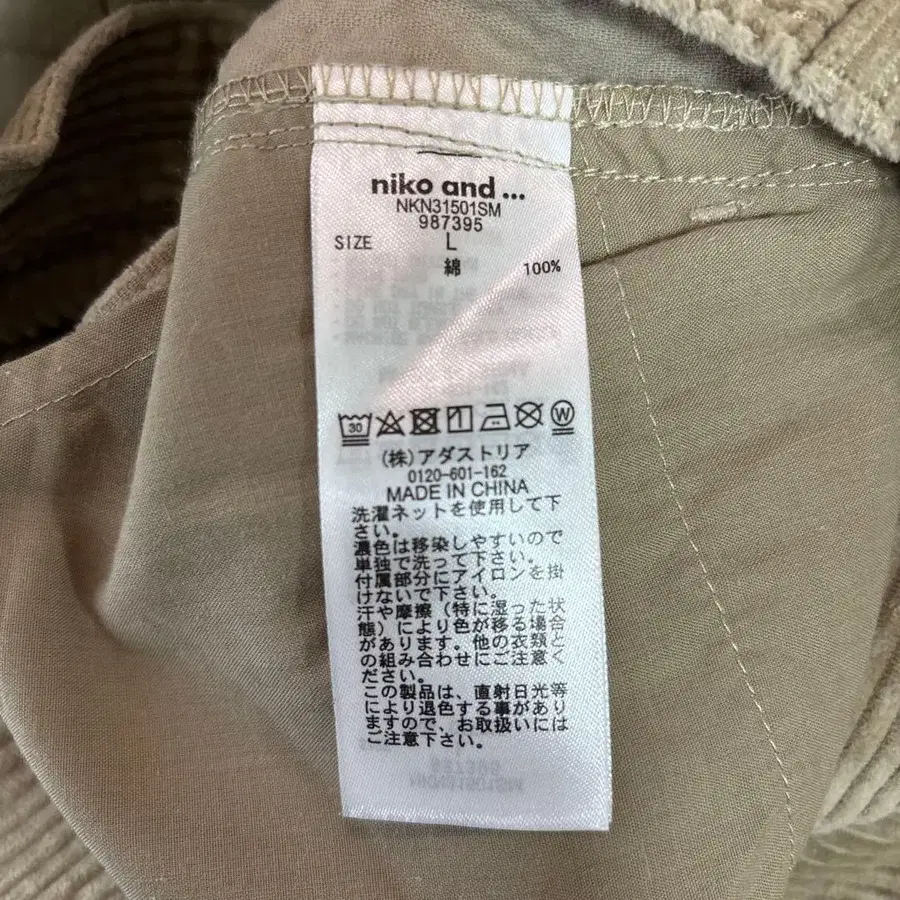 niko and ...
NKN31501SM
987395
SIZE L
綿 100%
30
W
(株)アダストリア
0120-601-162
MADE IN CHINA
洗濯ネットを使用して下
さい。
濃色は移染しやすいので
単独で洗って下さい。
付属部分にアイロンを掛
けないで下さい。
汗や摩擦(特に湿った状
態)により色が移る場合
があります。他の衣類と
の組み合わせにご注意く
ださい。
この製品は、直射日光等
により退色する事があり
ますので、お取扱いには
ご注意下さい。